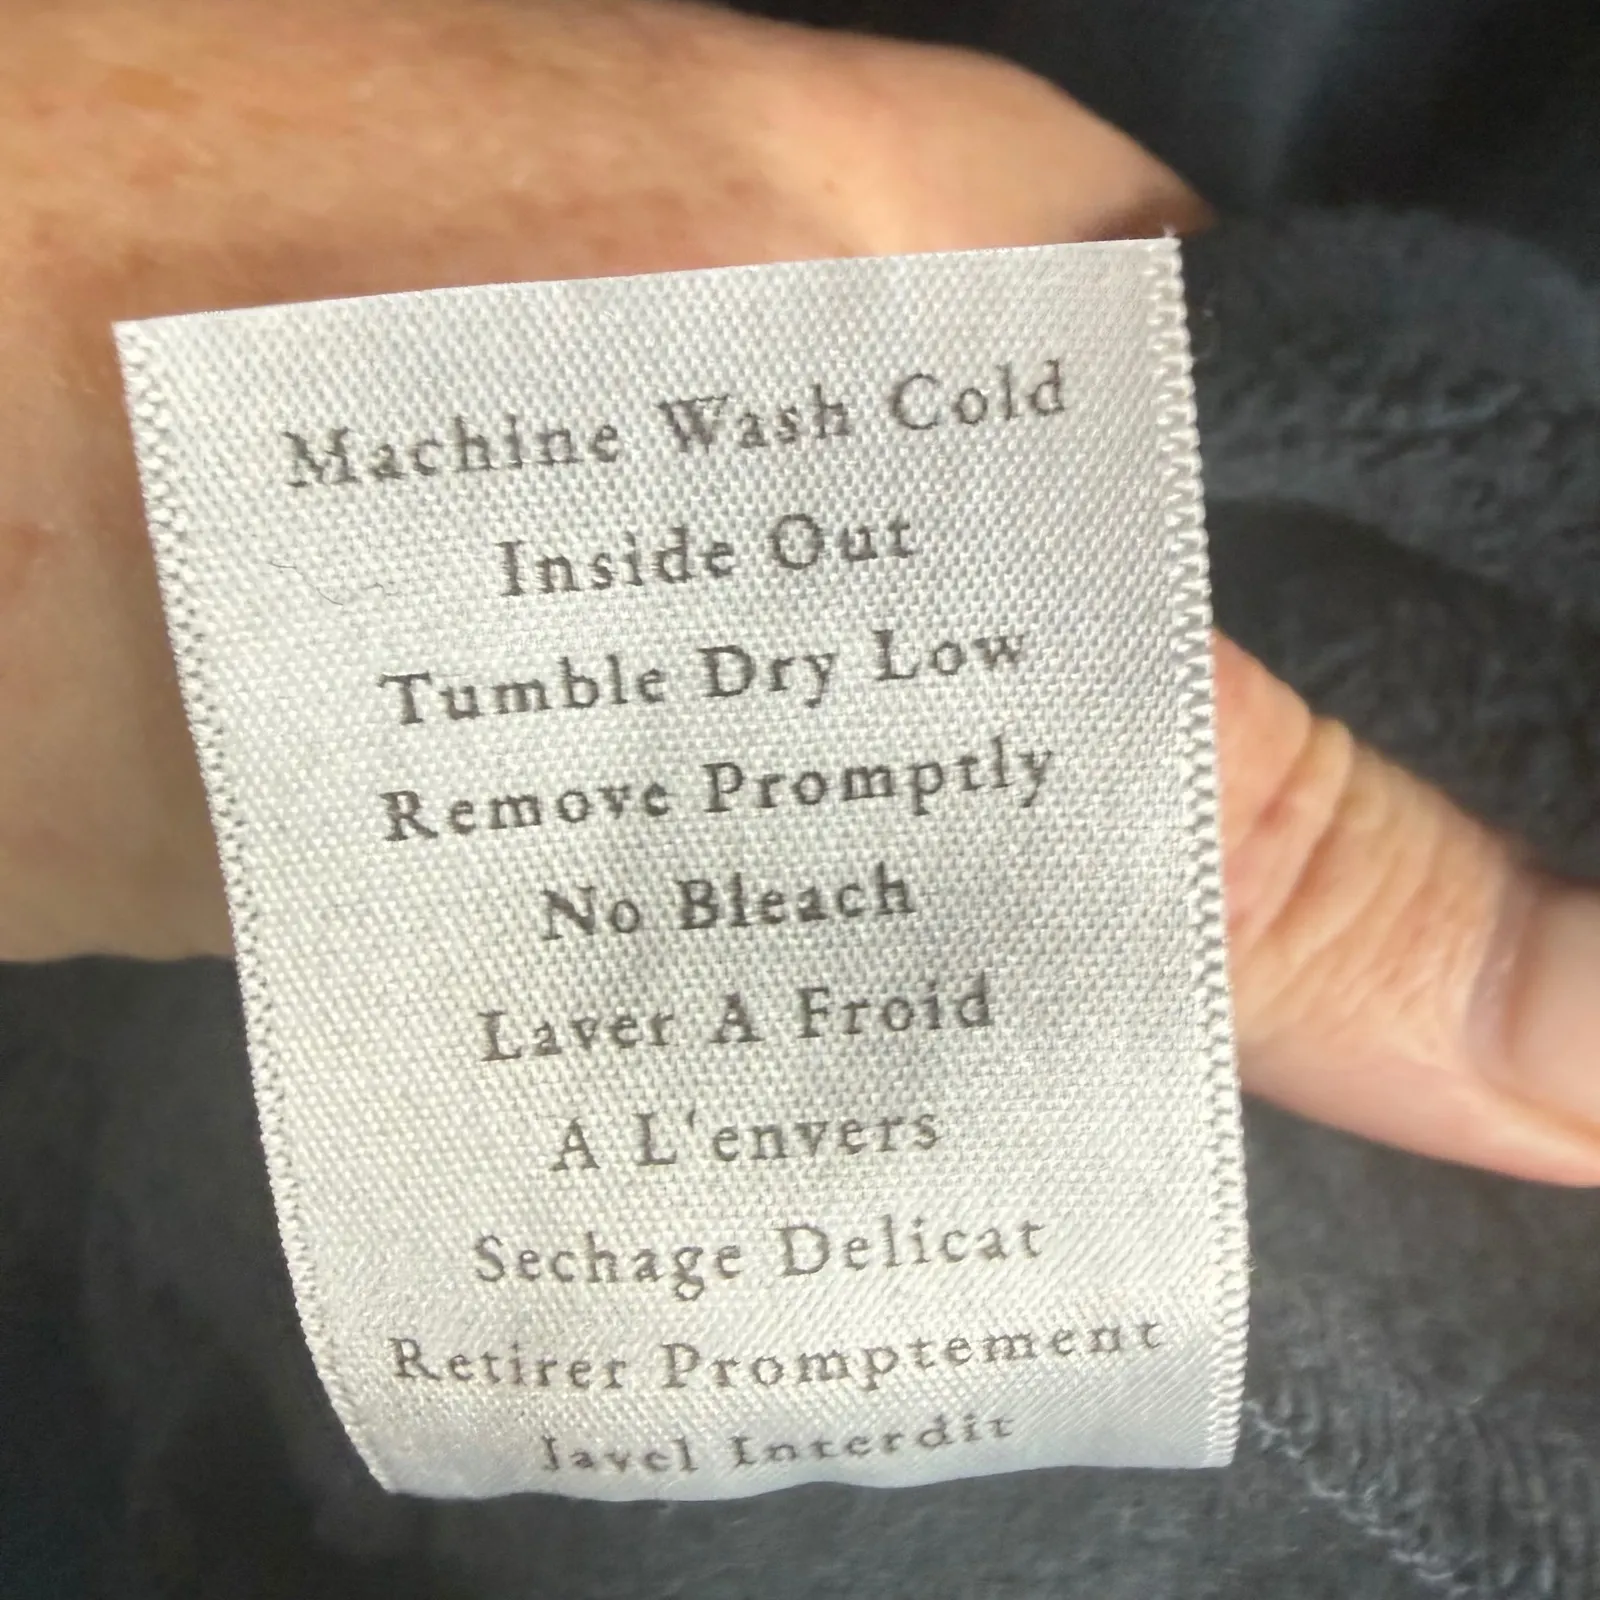 Machine Wash Cold
Inside Out
Tumble Dry Low
Remove Promptly
No Bleach
Laver A Froid
A L'envers
Sechage Delicat
Retirer Promptement
Javel Interdit